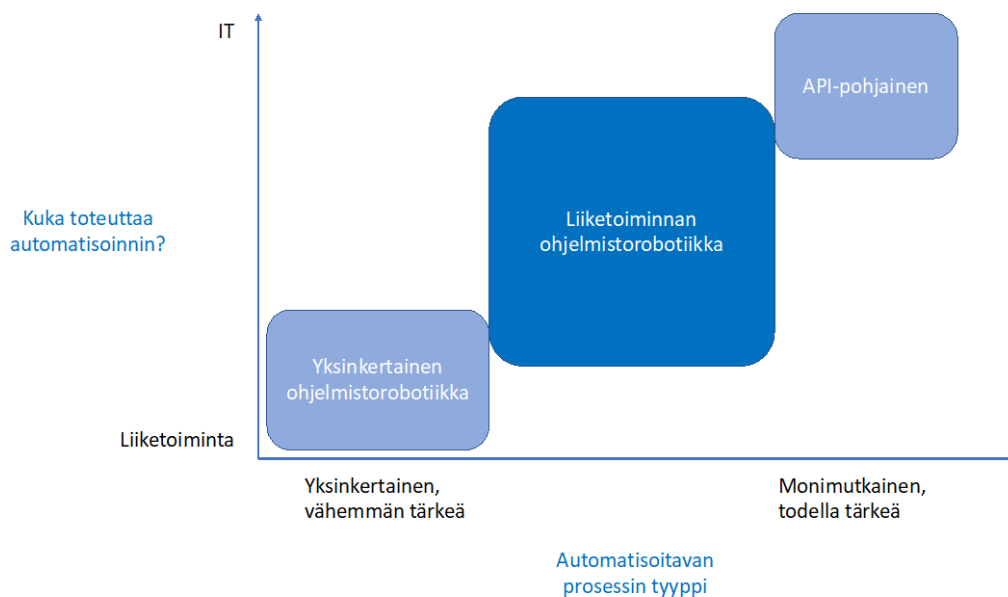 IT
API-pohjainen
Kuka toteuttaa
automatisoinnin?
Liiketoiminnan
ohjelmistorobotiikka
Yksinkertainen
ohjelmistorobotiikka
Liiketoiminta
Yksinkertainen,
vähemmän tärkeä
Monimutkainen,
todella tärkeä
Automatisoitavan
prosessin tyyppi